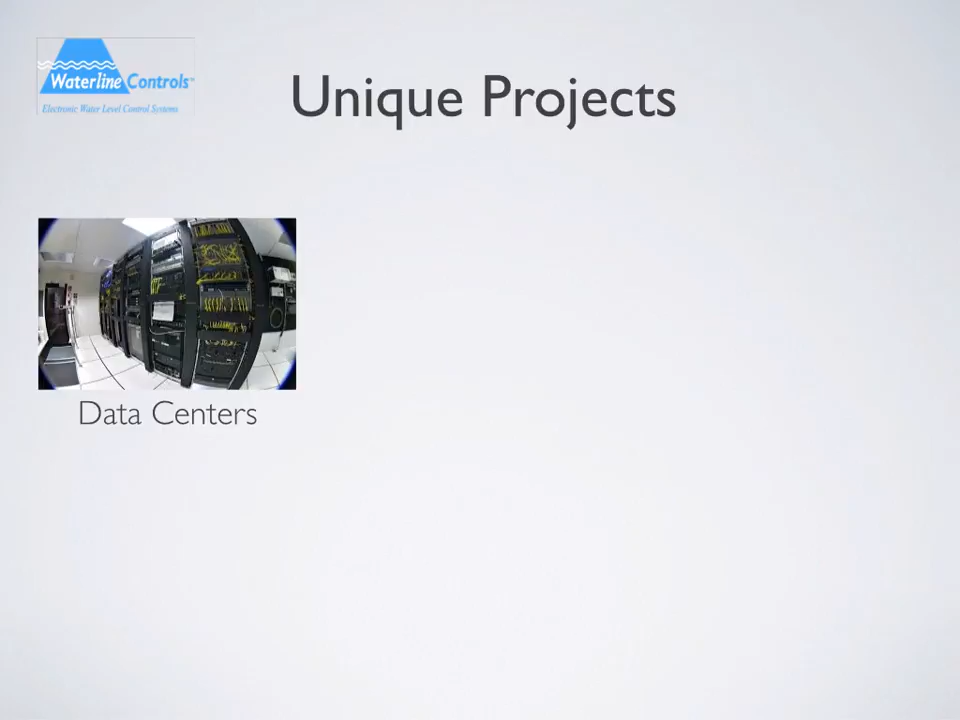 Waterline Controls™
Electronic Water Level Control Systems
Unique Projects
Data Centers